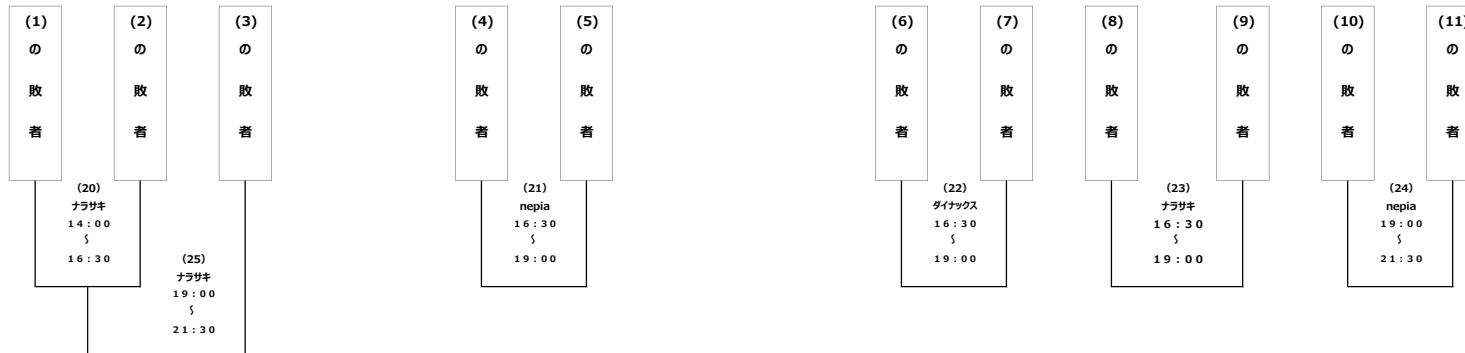 (1)の敗者
(2)の敗者
(3)の敗者
(4)の敗者
(5)の敗者
(6)の敗者
(7)の敗者
(8)の敗者
(9)の敗者
(10)の敗者
(11)の敗者
(20)
ナラサキ
14:00
~
16:30
(25)
ナラサキ
19:00
~
21:30
(21)
nepia
16:30
~
19:00
(22)
ダイナックス
16:30
~
19:00
(23)
ナラサキ
16:30
~
19:00
(24)
nepia
19:00
~
21:30